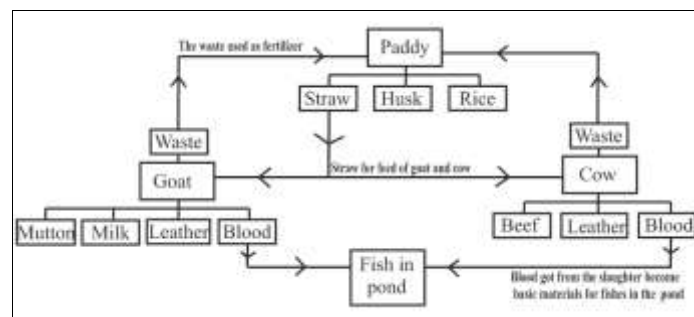 Paddy
The waste used as fertilizer
Straw
Husk
Rice
Waste
Waste
Straw for feed of goat and cow
Goat
Cow
Mutton
Milk
Leather
Blood
Beef
Leather
Blood
Fish in
pond
Blood got from the slaughter become
basic materials for fishes in the pond